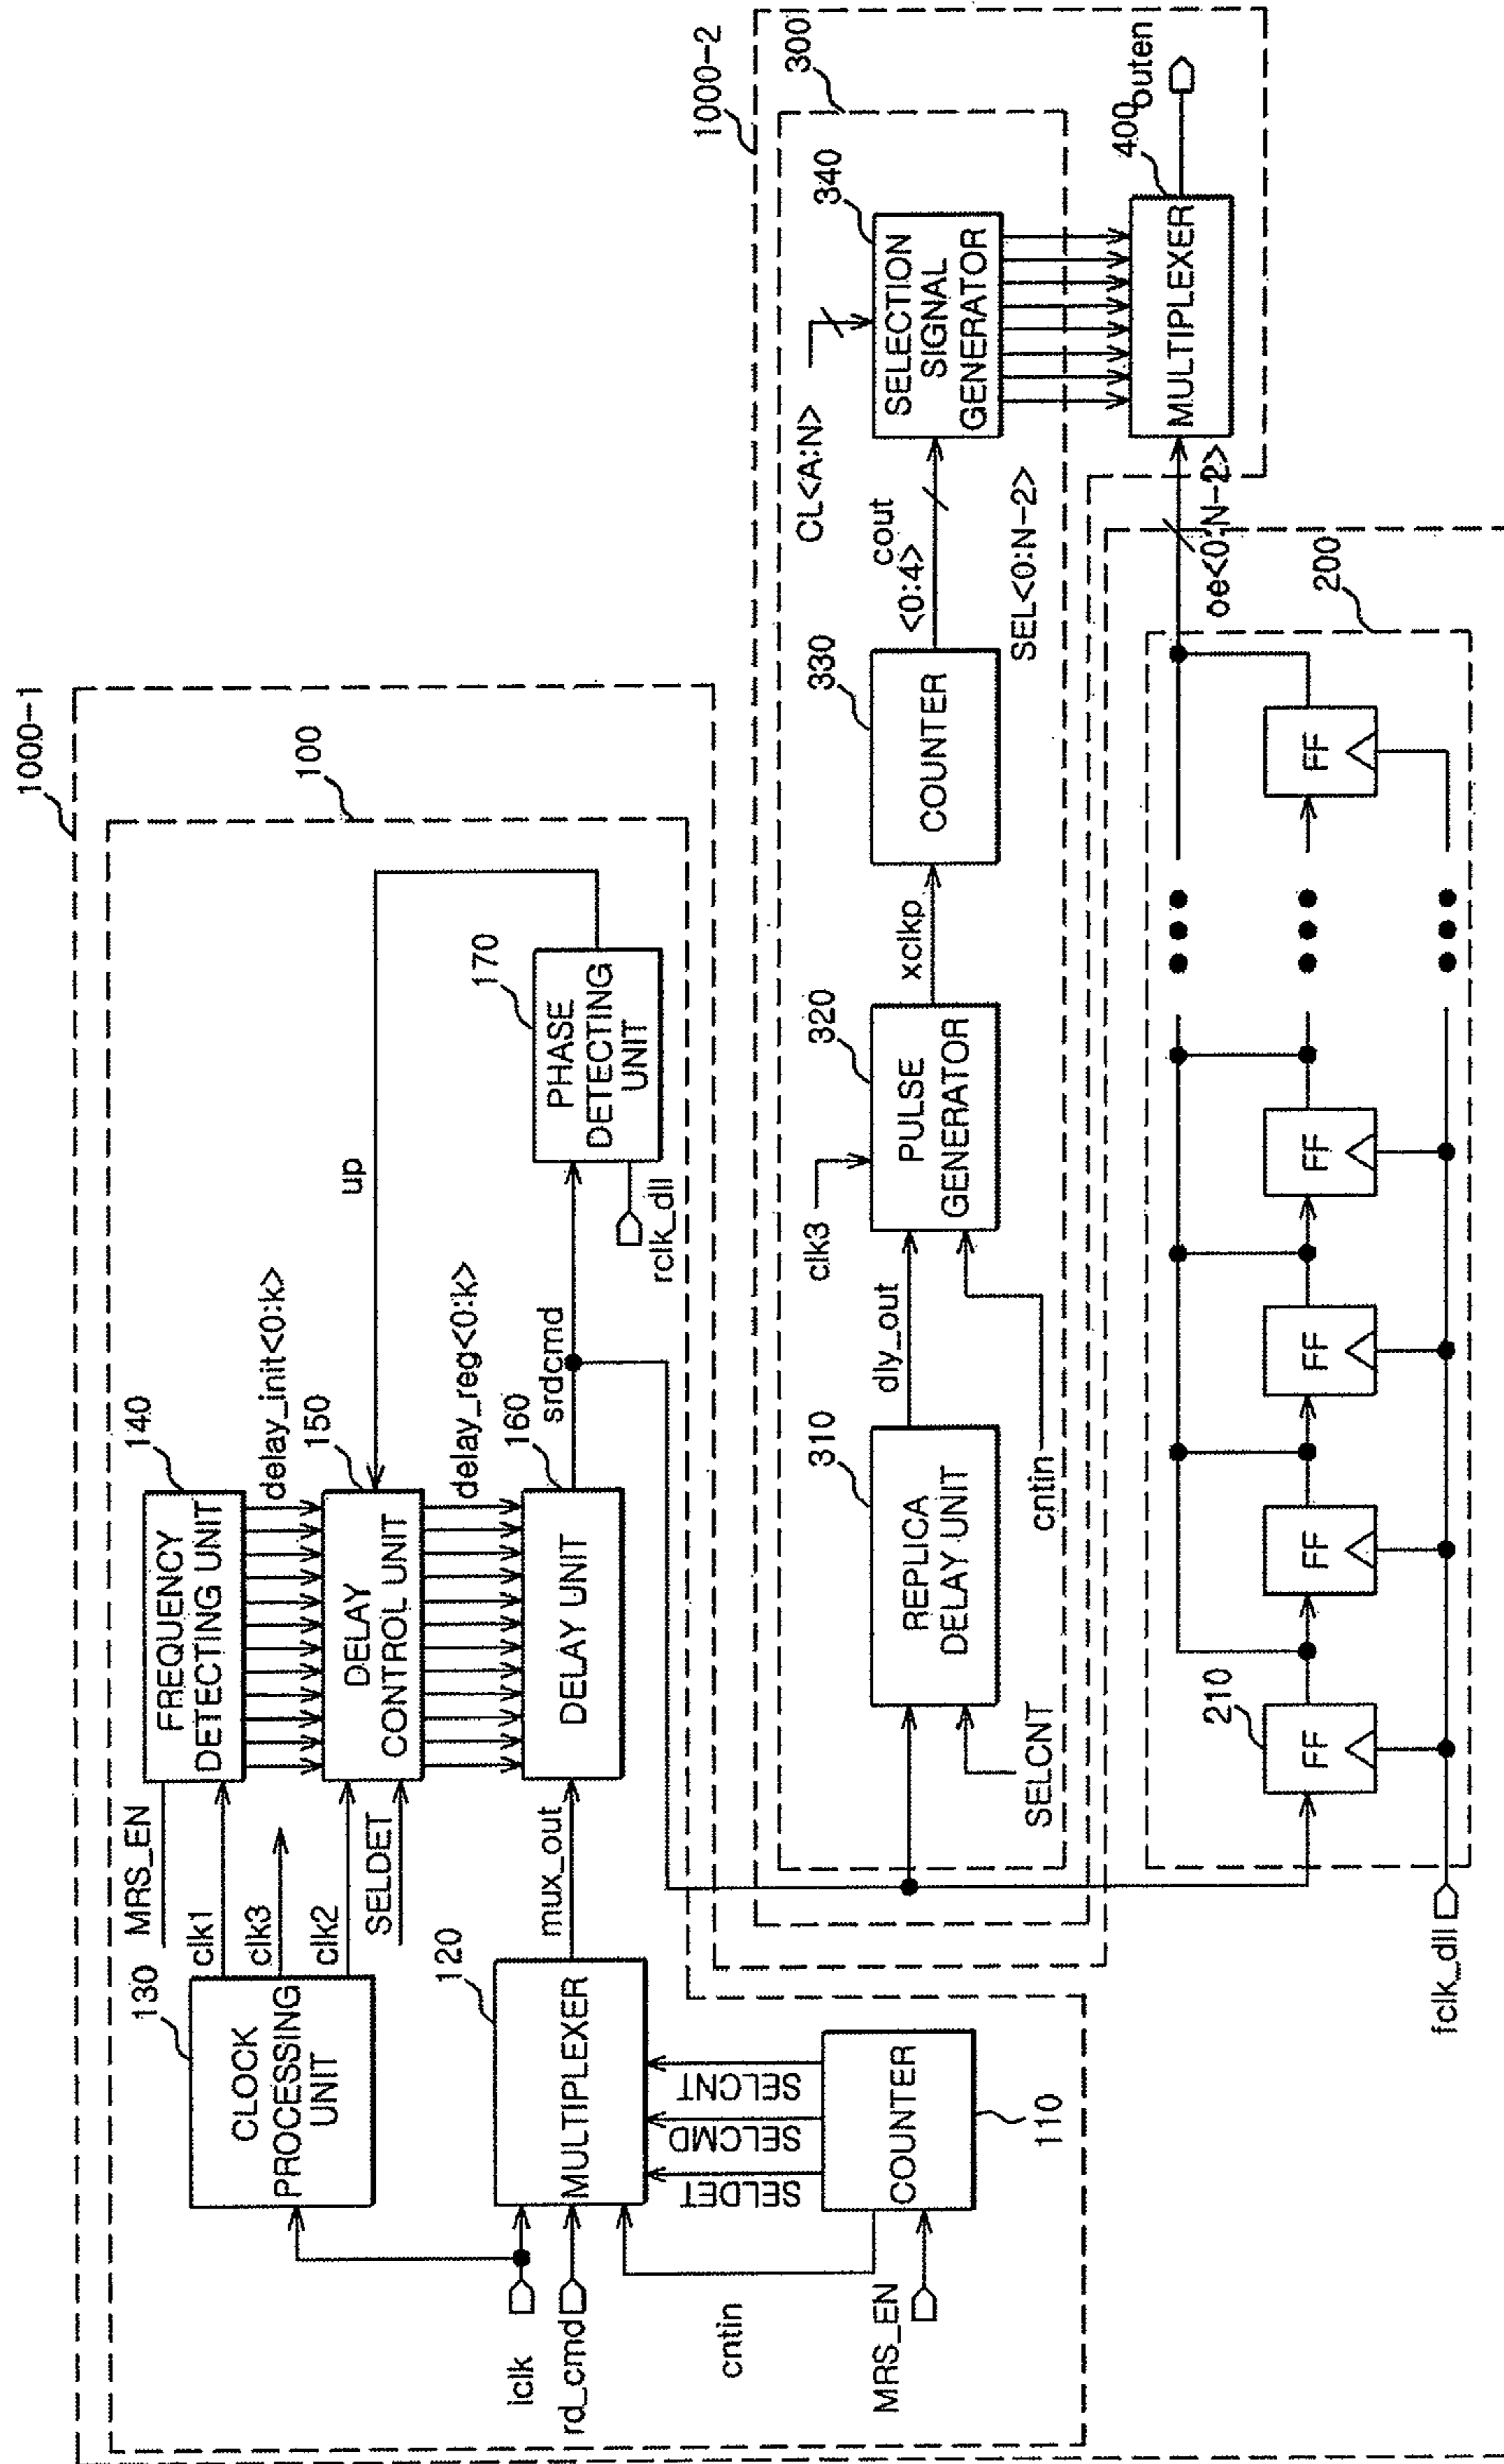 1000-1
100
130
CLOCK
PROCESSING
UNIT
MRS_EN
clk1
clk3
clk2
SELDET
140
FREQUENCY
DETECTING UNIT
delay_init<0:k>
150
DELAY
CONTROL UNIT
up
delay_reg<0:k>
160
DELAY UNIT
srdcmd
170
PHASE
DETECTING
UNIT
rclk_dll
120
MULTIPLEXER
mux_out
iclk
rd_cmd
cntin
SELDET
SELCMD
SELCNT
COUNTER
110
MRS_EN
1000-2
300
310
REPLICA
DELAY UNIT
SELCNT
dly_out
cntin
clk3
320
PULSE
GENERATOR
xclkp
330
COUNTER
cout
<0:4>
CL<A:N>
340
SELECTION
SIGNAL
GENERATOR
SEL<0:N-2>
400
MULTIPLEXER
outen
oe<0:N-2>
200
210
FF
FF
FF
FF
FF
fclk_dll